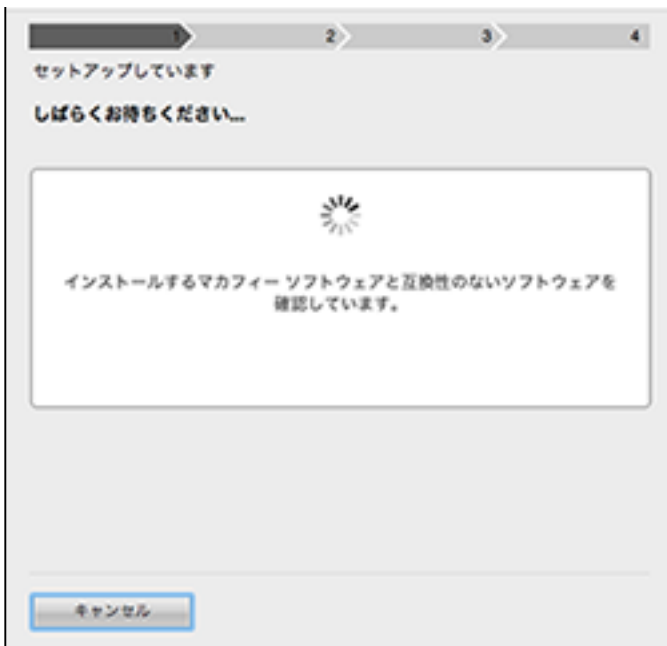 1 2 3 4
セットアップしています
しばらくお待ちください...
インストールするマカフィー ソフトウェアと互換性のないソフトウェアを
確認しています。
キャンセル